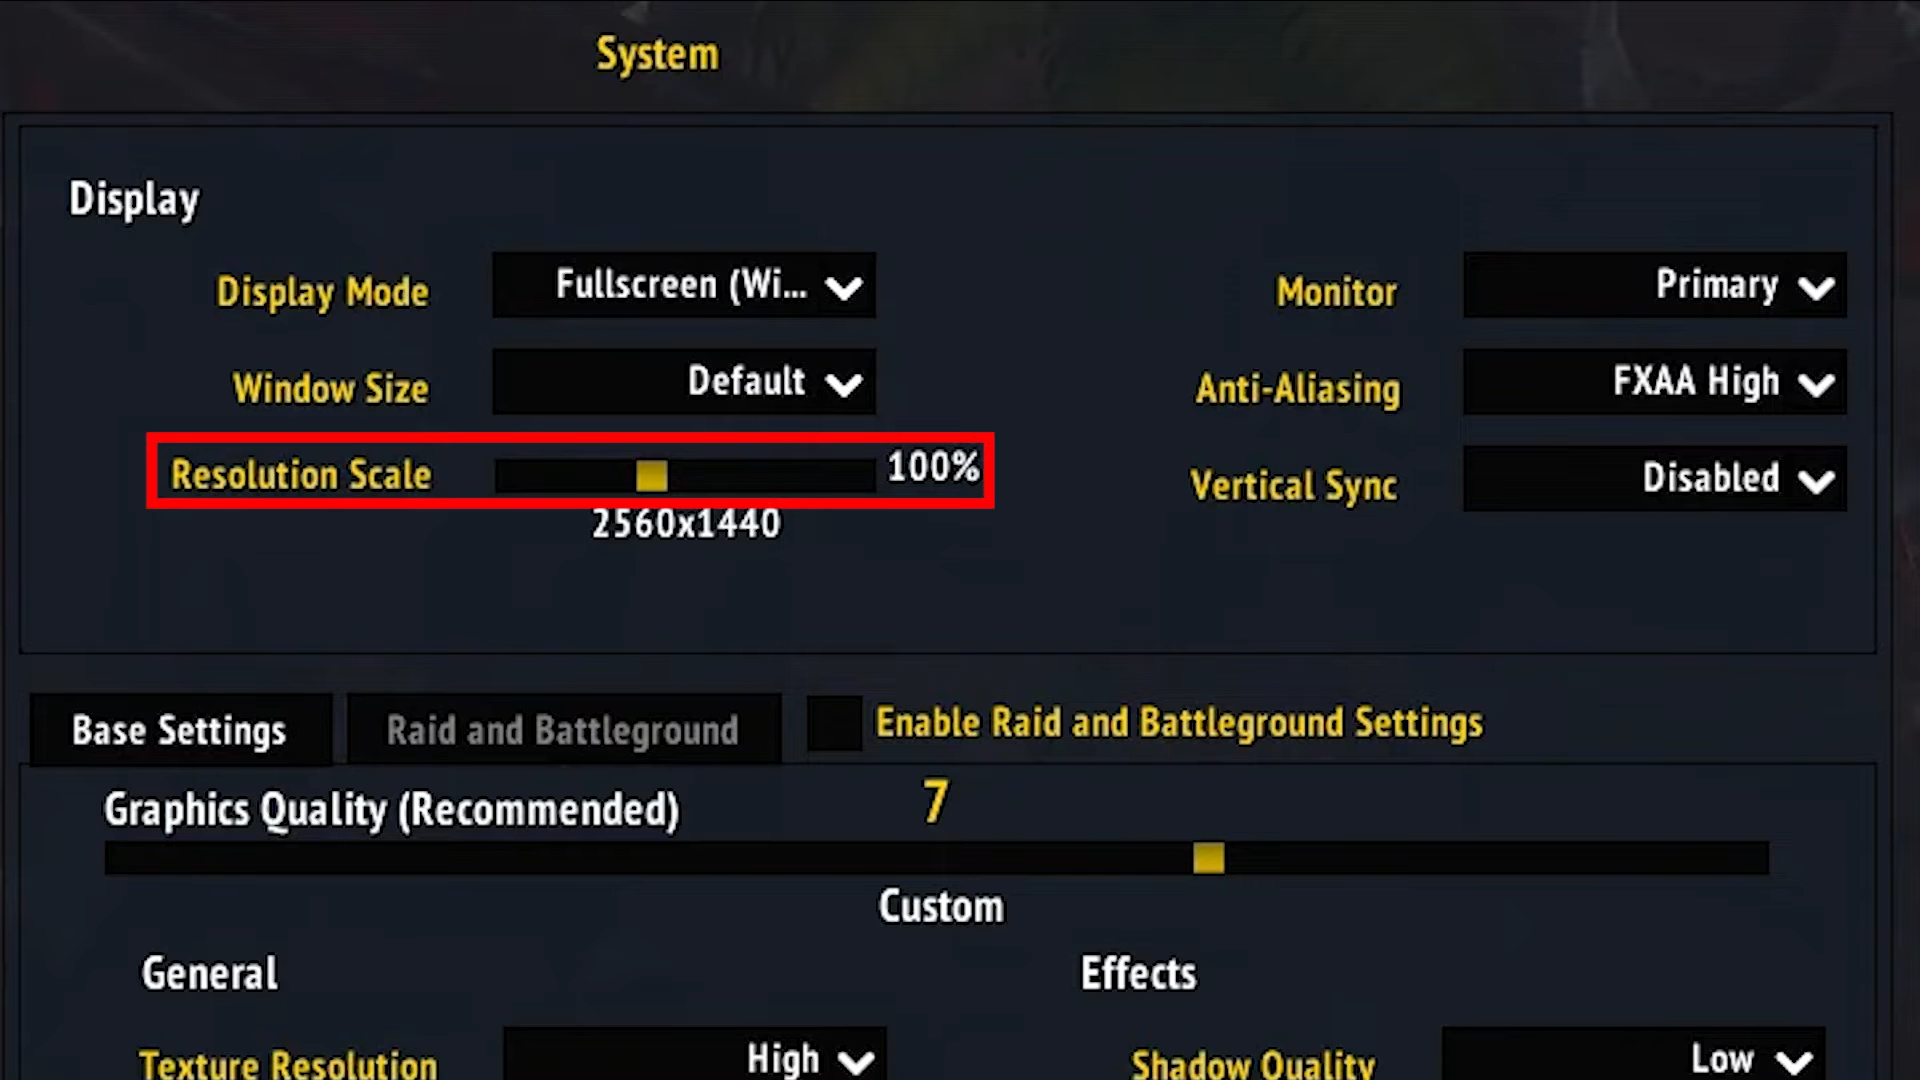 System
Display
Display Mode Fullscreen (Wi... Monitor Primary
Window Size Default Anti-Aliasing FXAA High
Resolution Scale 100% Vertical Sync Disabled
2560x1440
Base Settings Raid and Battleground Enable Raid and Battleground Settings
Graphics Quality (Recommended) 7
Custom
General Effects
Texture Resolution High Shadow Quality Low